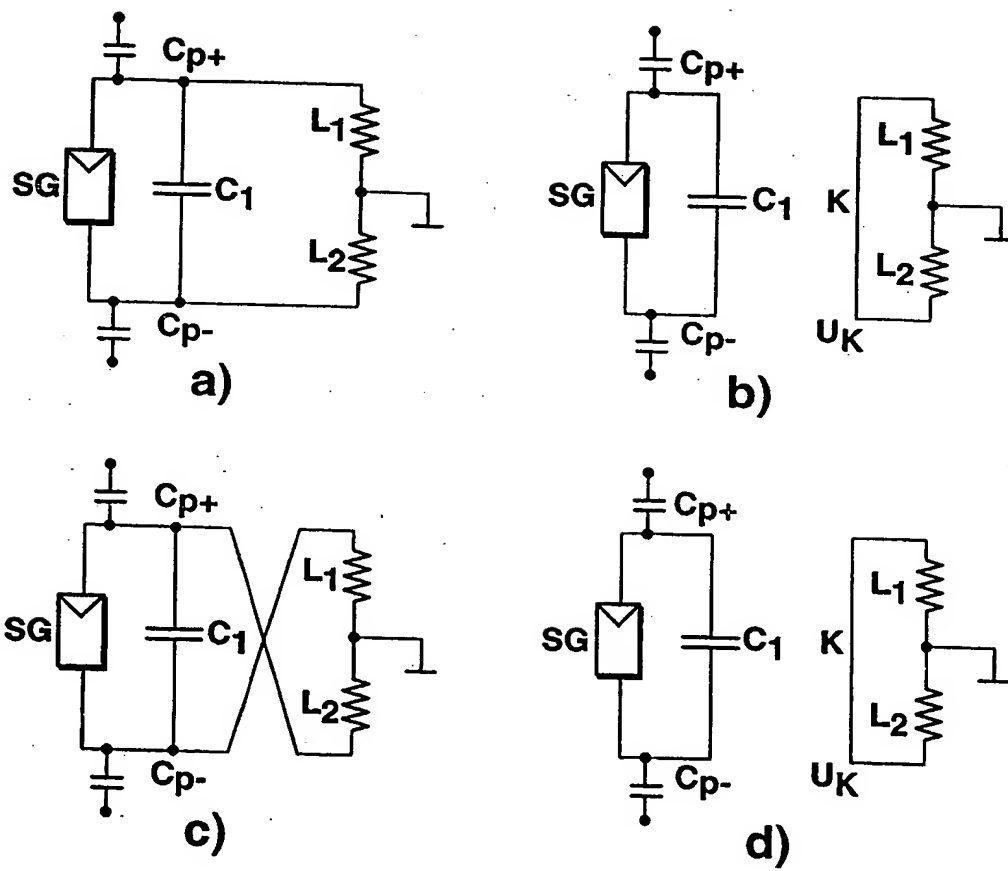 Cp+
L1
SG
C1
L2
Cp-
a)
Cp+
L1
SG
C1
K
L2
Cp-
UK
b)
Cp+
L1
SG
C1
L2
Cp-
c)
Cp+
L1
SG
C1
K
L2
Cp-
UK
d)